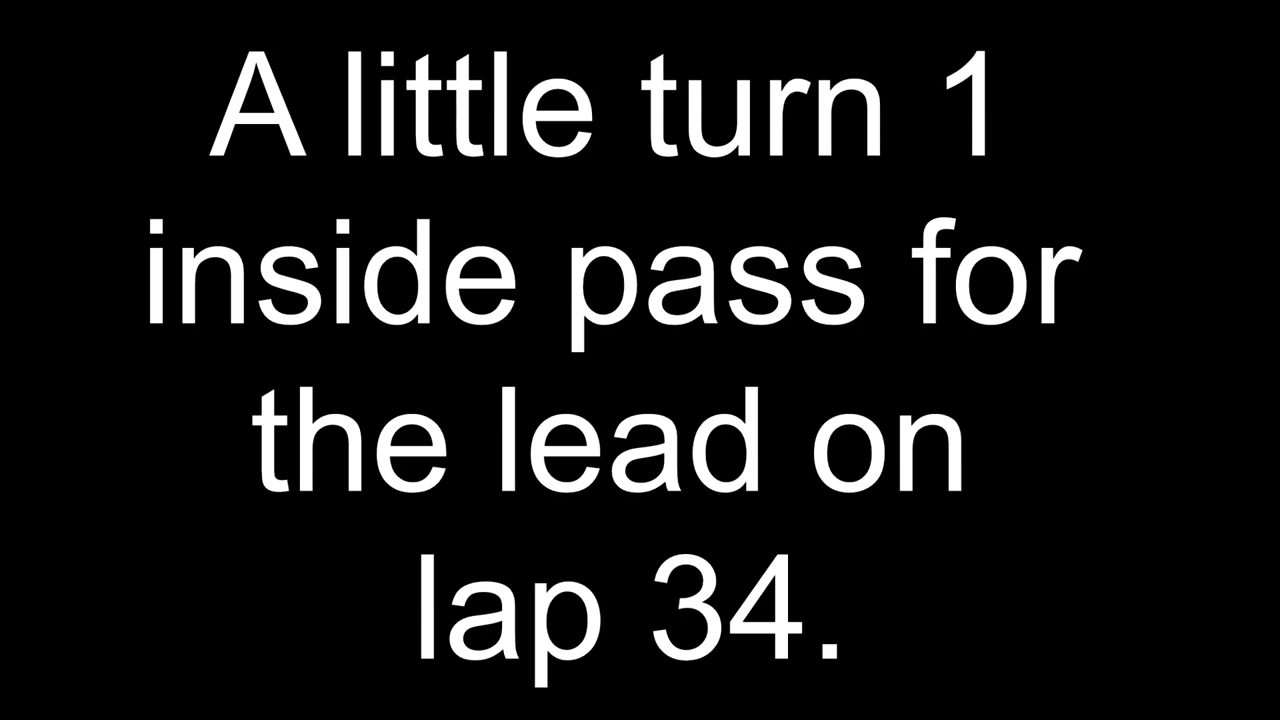 A little turn 1
inside pass for
the lead on
lap 34.